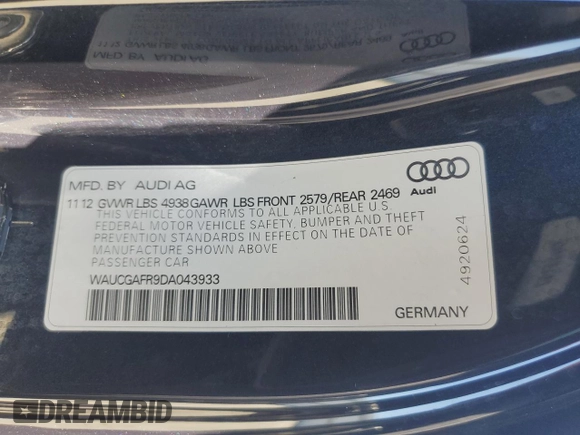 MFD. BY AUDI AG
11 12 GVWR LBS 4938 GAWR LBS FRONT 2579/REAR 2469
THIS VEHICLE CONFORMS TO ALL APPLICABLE U.S.
FEDERAL MOTOR VEHICLE SAFETY, BUMPER AND THEFT
PREVENTION STANDARDS IN EFFECT ON THE DATE OF
MANUFACTURE SHOWN ABOVE
PASSENGER CAR
WAUCGAFR9DA043933
Audi
4920624
GERMANY
DREAMBID